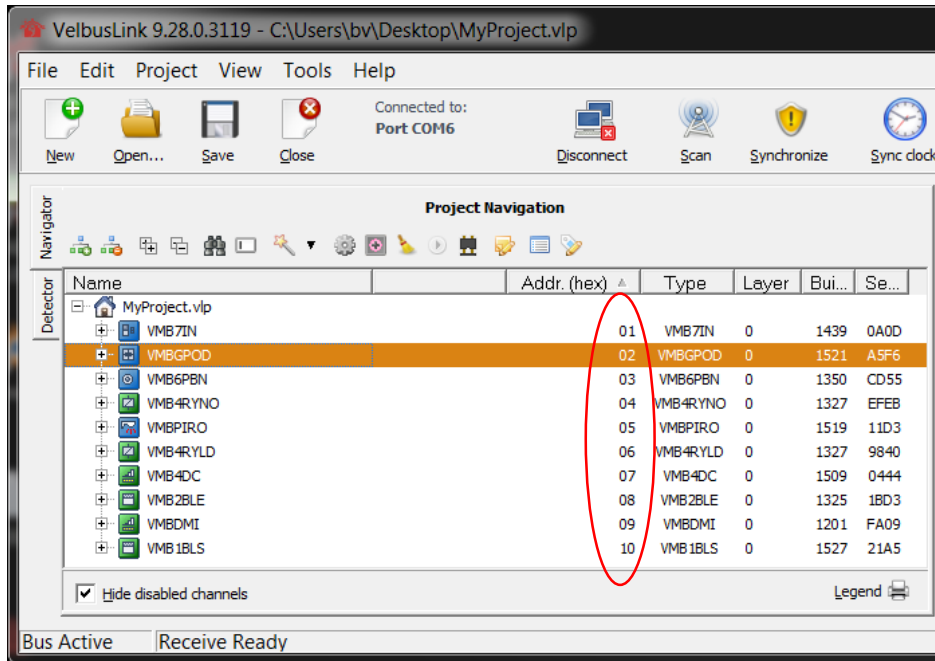 VelbusLink 9.28.0.3119 - C:\Users\bv\Desktop\MyProject.vlp
File Edit Project View Tools Help
Connected to:
Port COM6
New Open... Save Close Disconnect Scan Synchronize Sync clock
Navigator
Detector
Project Navigation
Name Addr. (hex) Type Layer Bui... Se...
MyProject.vlp
VMB7IN 01 VMB7IN 0 1439 0A0D
VMBGPOD 02 VMBGPOD 0 1521 A5F6
VMB6PBN 03 VMB6PBN 0 1350 CD55
VMB4RYNO 04 VMB4RYNO 0 1327 EFEB
VMBPIRO 05 VMBPIRO 0 1519 11D3
VMB4RYLD 06 VMB4RYLD 0 1327 9840
VMB4DC 07 VMB4DC 0 1509 0444
VMB2BLE 08 VMB2BLE 0 1325 1BD3
VMBDMI 09 VMBDMI 0 1201 FA09
VMB1BLS 10 VMB1BLS 0 1527 21A5
Hide disabled channels Legend
Bus Active Receive Ready